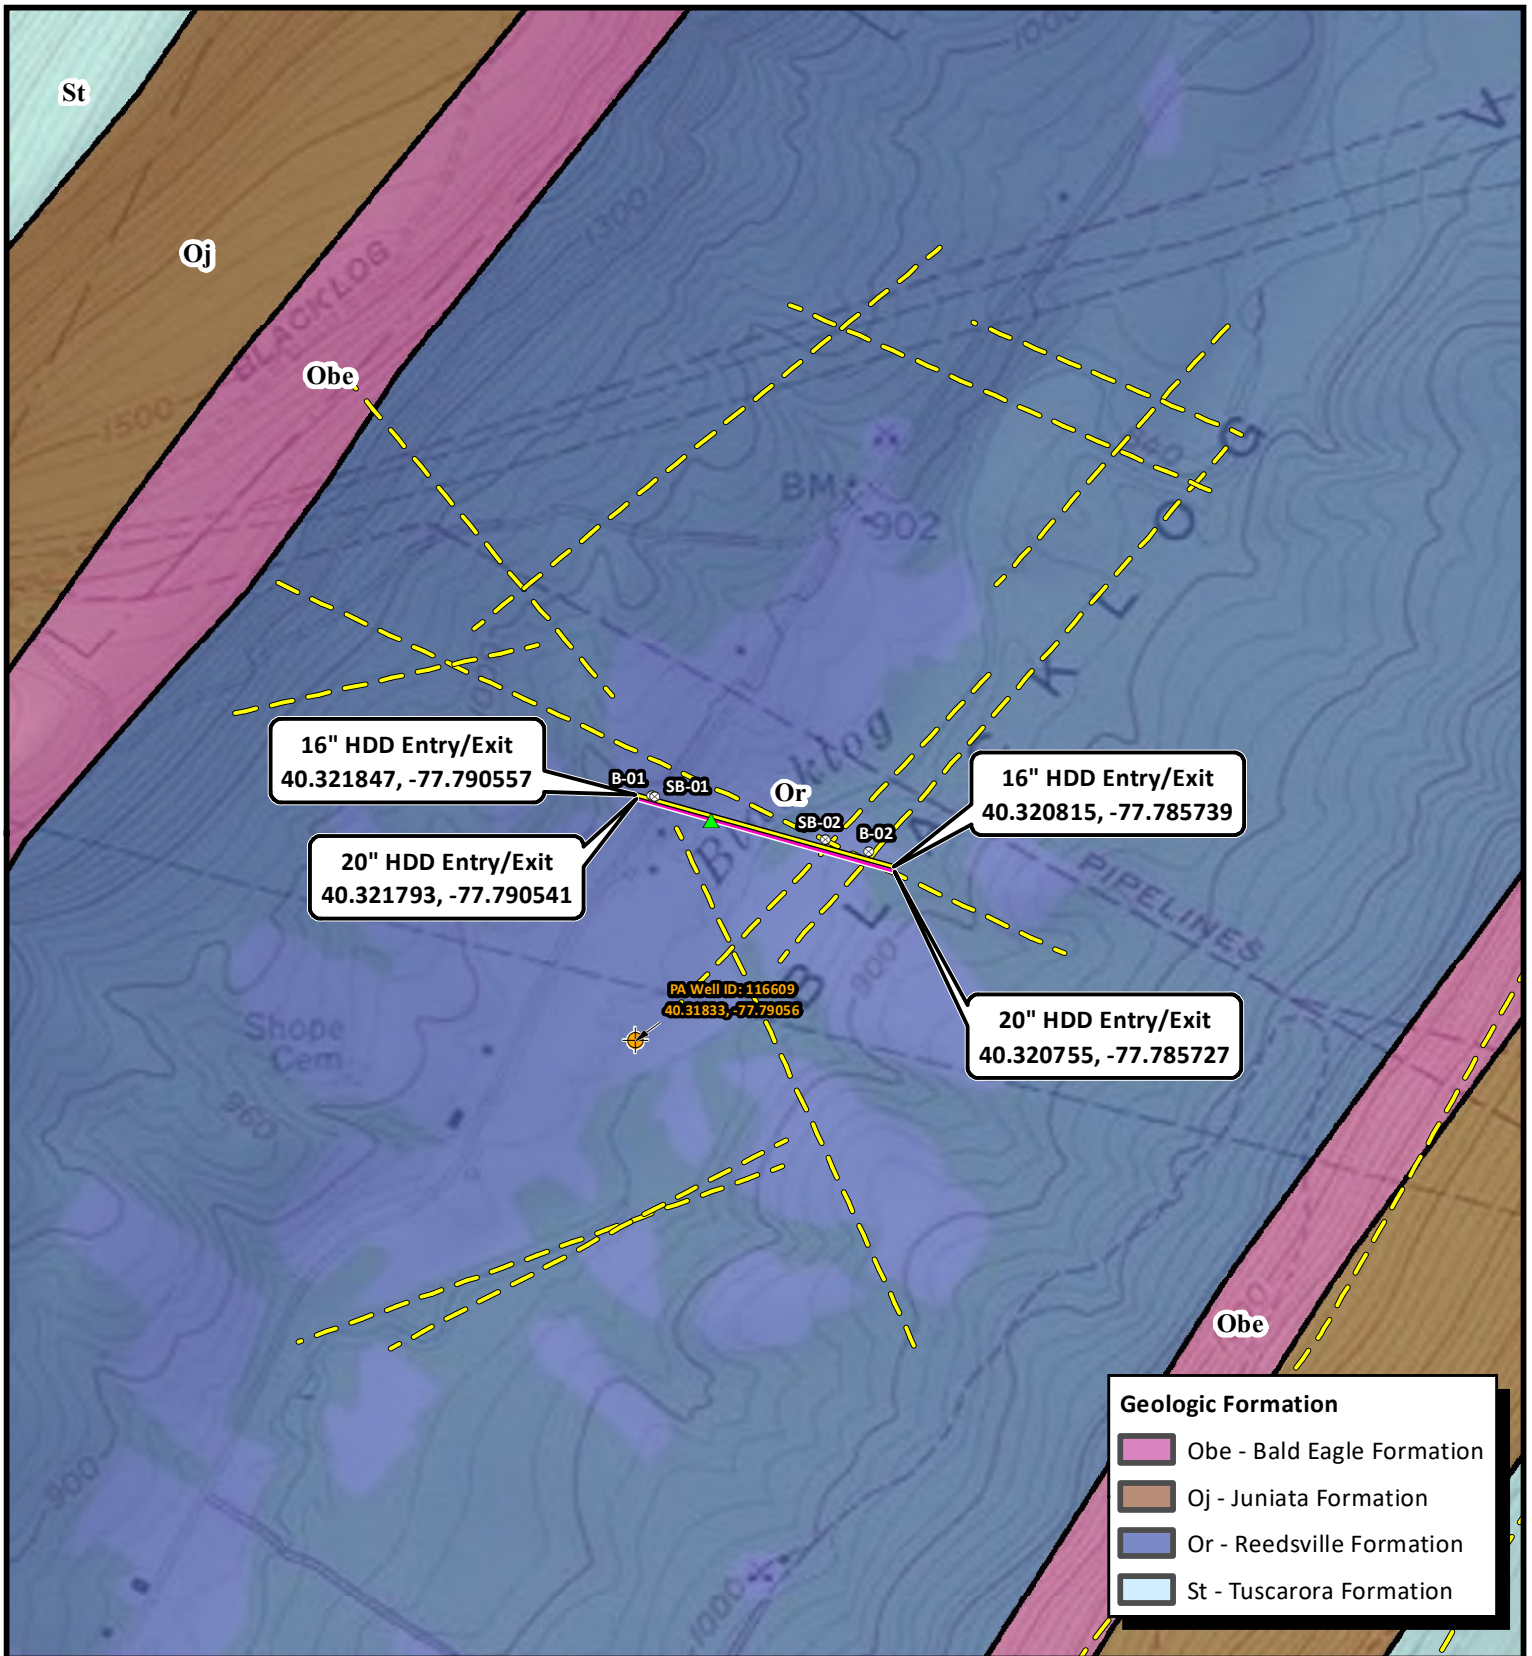 St
Oj
BLACKLOG
1300
1000
1500
Obe
V
G
O
L
K
BM
902
860
16" HDD Entry/Exit
40.321847, -77.790557
B-01
SB-01
Or
SB-02
B-02
16" HDD Entry/Exit
40.320815, -77.785739
20" HDD Entry/Exit
40.321793, -77.790541
Blacklog
C
A
L
B
PIPELINES
900
PA Well ID: 116609
40.31833, -77.79056
20" HDD Entry/Exit
40.320755, -77.785727
Shope
Cem
960
Obe
900
1000
Geologic Formation
Obe - Bald Eagle Formation
Oj - Juniata Formation
Or - Reedsville Formation
St - Tuscarora Formation